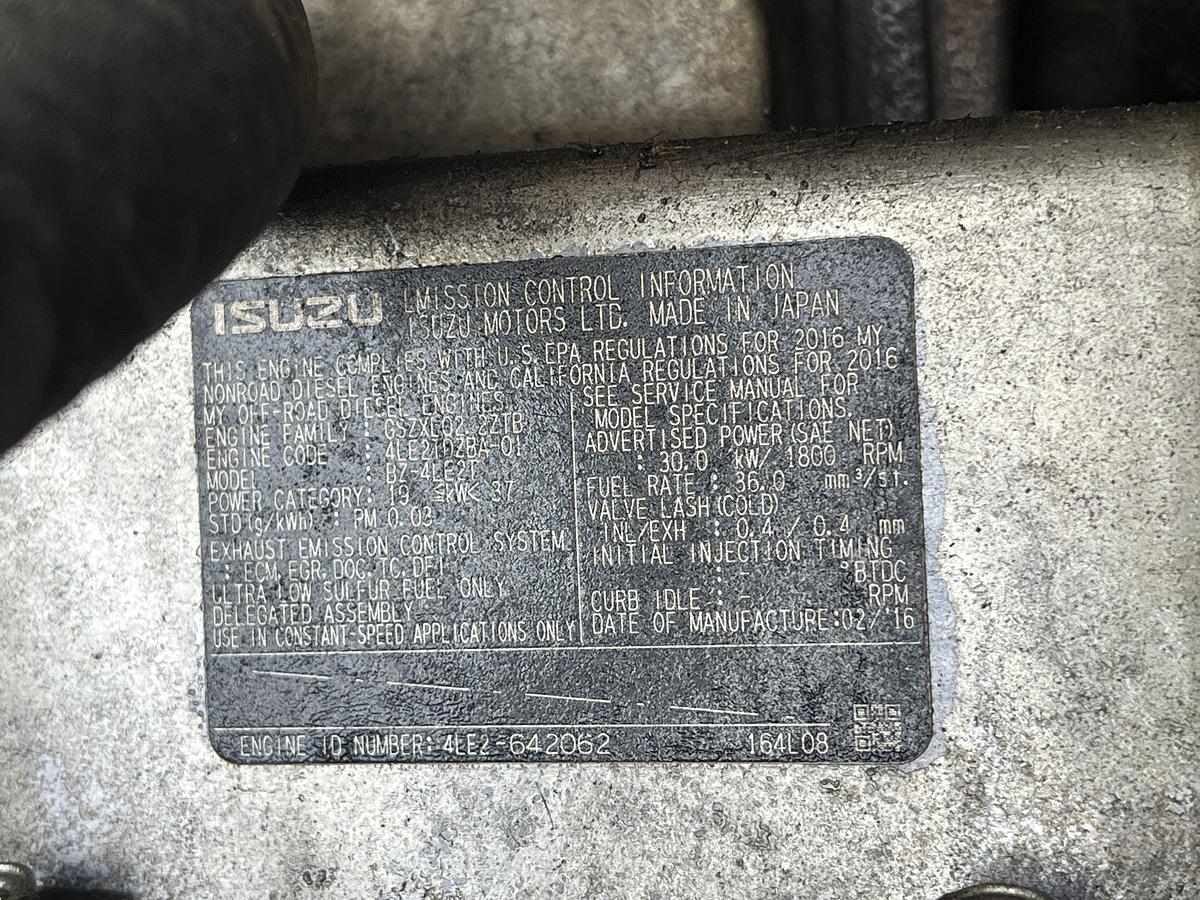 ISUZU EMISSION CONTROL INFORMATION
ISUZU MOTORS LTD. MADE IN JAPAN
THIS ENGINE COMPLIES WITH U.S.EPA REGULATIONS FOR 2016 MY
NONROAD DIESEL ENGINES AND CALIFORNIA REGULATIONS FOR 2016
MY OFF-ROAD DIESEL ENGINES.
ENGINE FAMILY : GSZXL02.2ZTB
ENGINE CODE : 4LE2TDZBA-01
MODEL : BZ-4LE2T
POWER CATEGORY: 19 ≦kW< 37
STD(g/kWh) : PM 0.03
EXHAUST EMISSION CONTROL SYSTEM
: ECM, EGR, DOC, TC, DFI
ULTRA LOW SULFUR FUEL ONLY
DELEGATED ASSEMBLY
USE IN CONSTANT-SPEED APPLICATIONS ONLY
SEE SERVICE MANUAL FOR
MODEL SPECIFICATIONS.
ADVERTISED POWER(SAE NET)
: 30.0 kW/ 1800 RPM
FUEL RATE : 36.0 mm³/ST.
VALVE LASH(COLD)
INL/EXH : 0.4 / 0.4 mm
INITIAL INJECTION TIMING
: - °BTDC
CURB IDLE : - RPM
DATE OF MANUFACTURE:02/'16
ENGINE ID NUMBER: 4LE2-642062 164L08